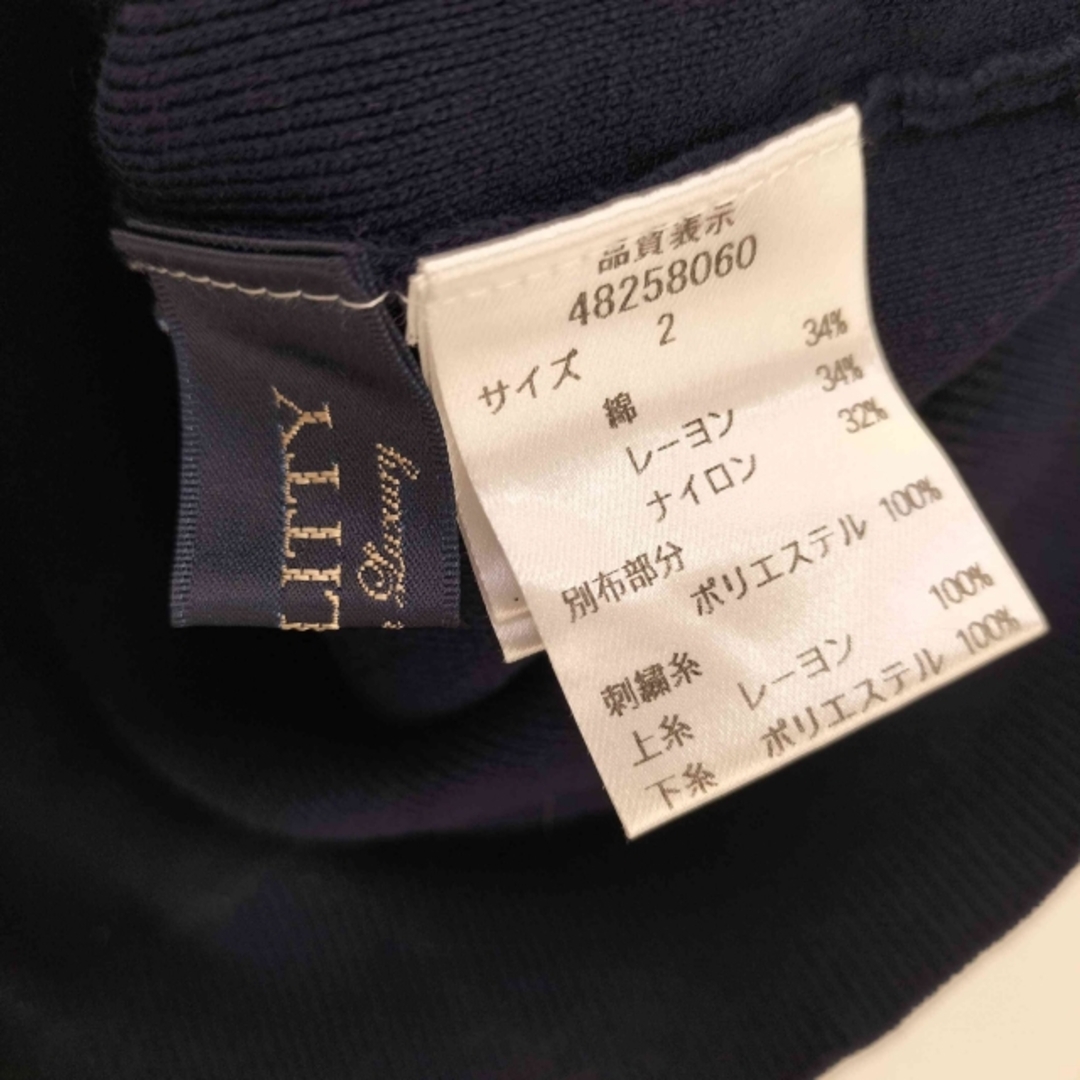 品質表示
48258060
サイズ 2
綿 34%
レーヨン 34%
ナイロン 32%
別布部分
ポリエステル 100%
刺繍糸
上糸 レーヨン 100%
下糸 ポリエステル 100%
LITY
Luxury